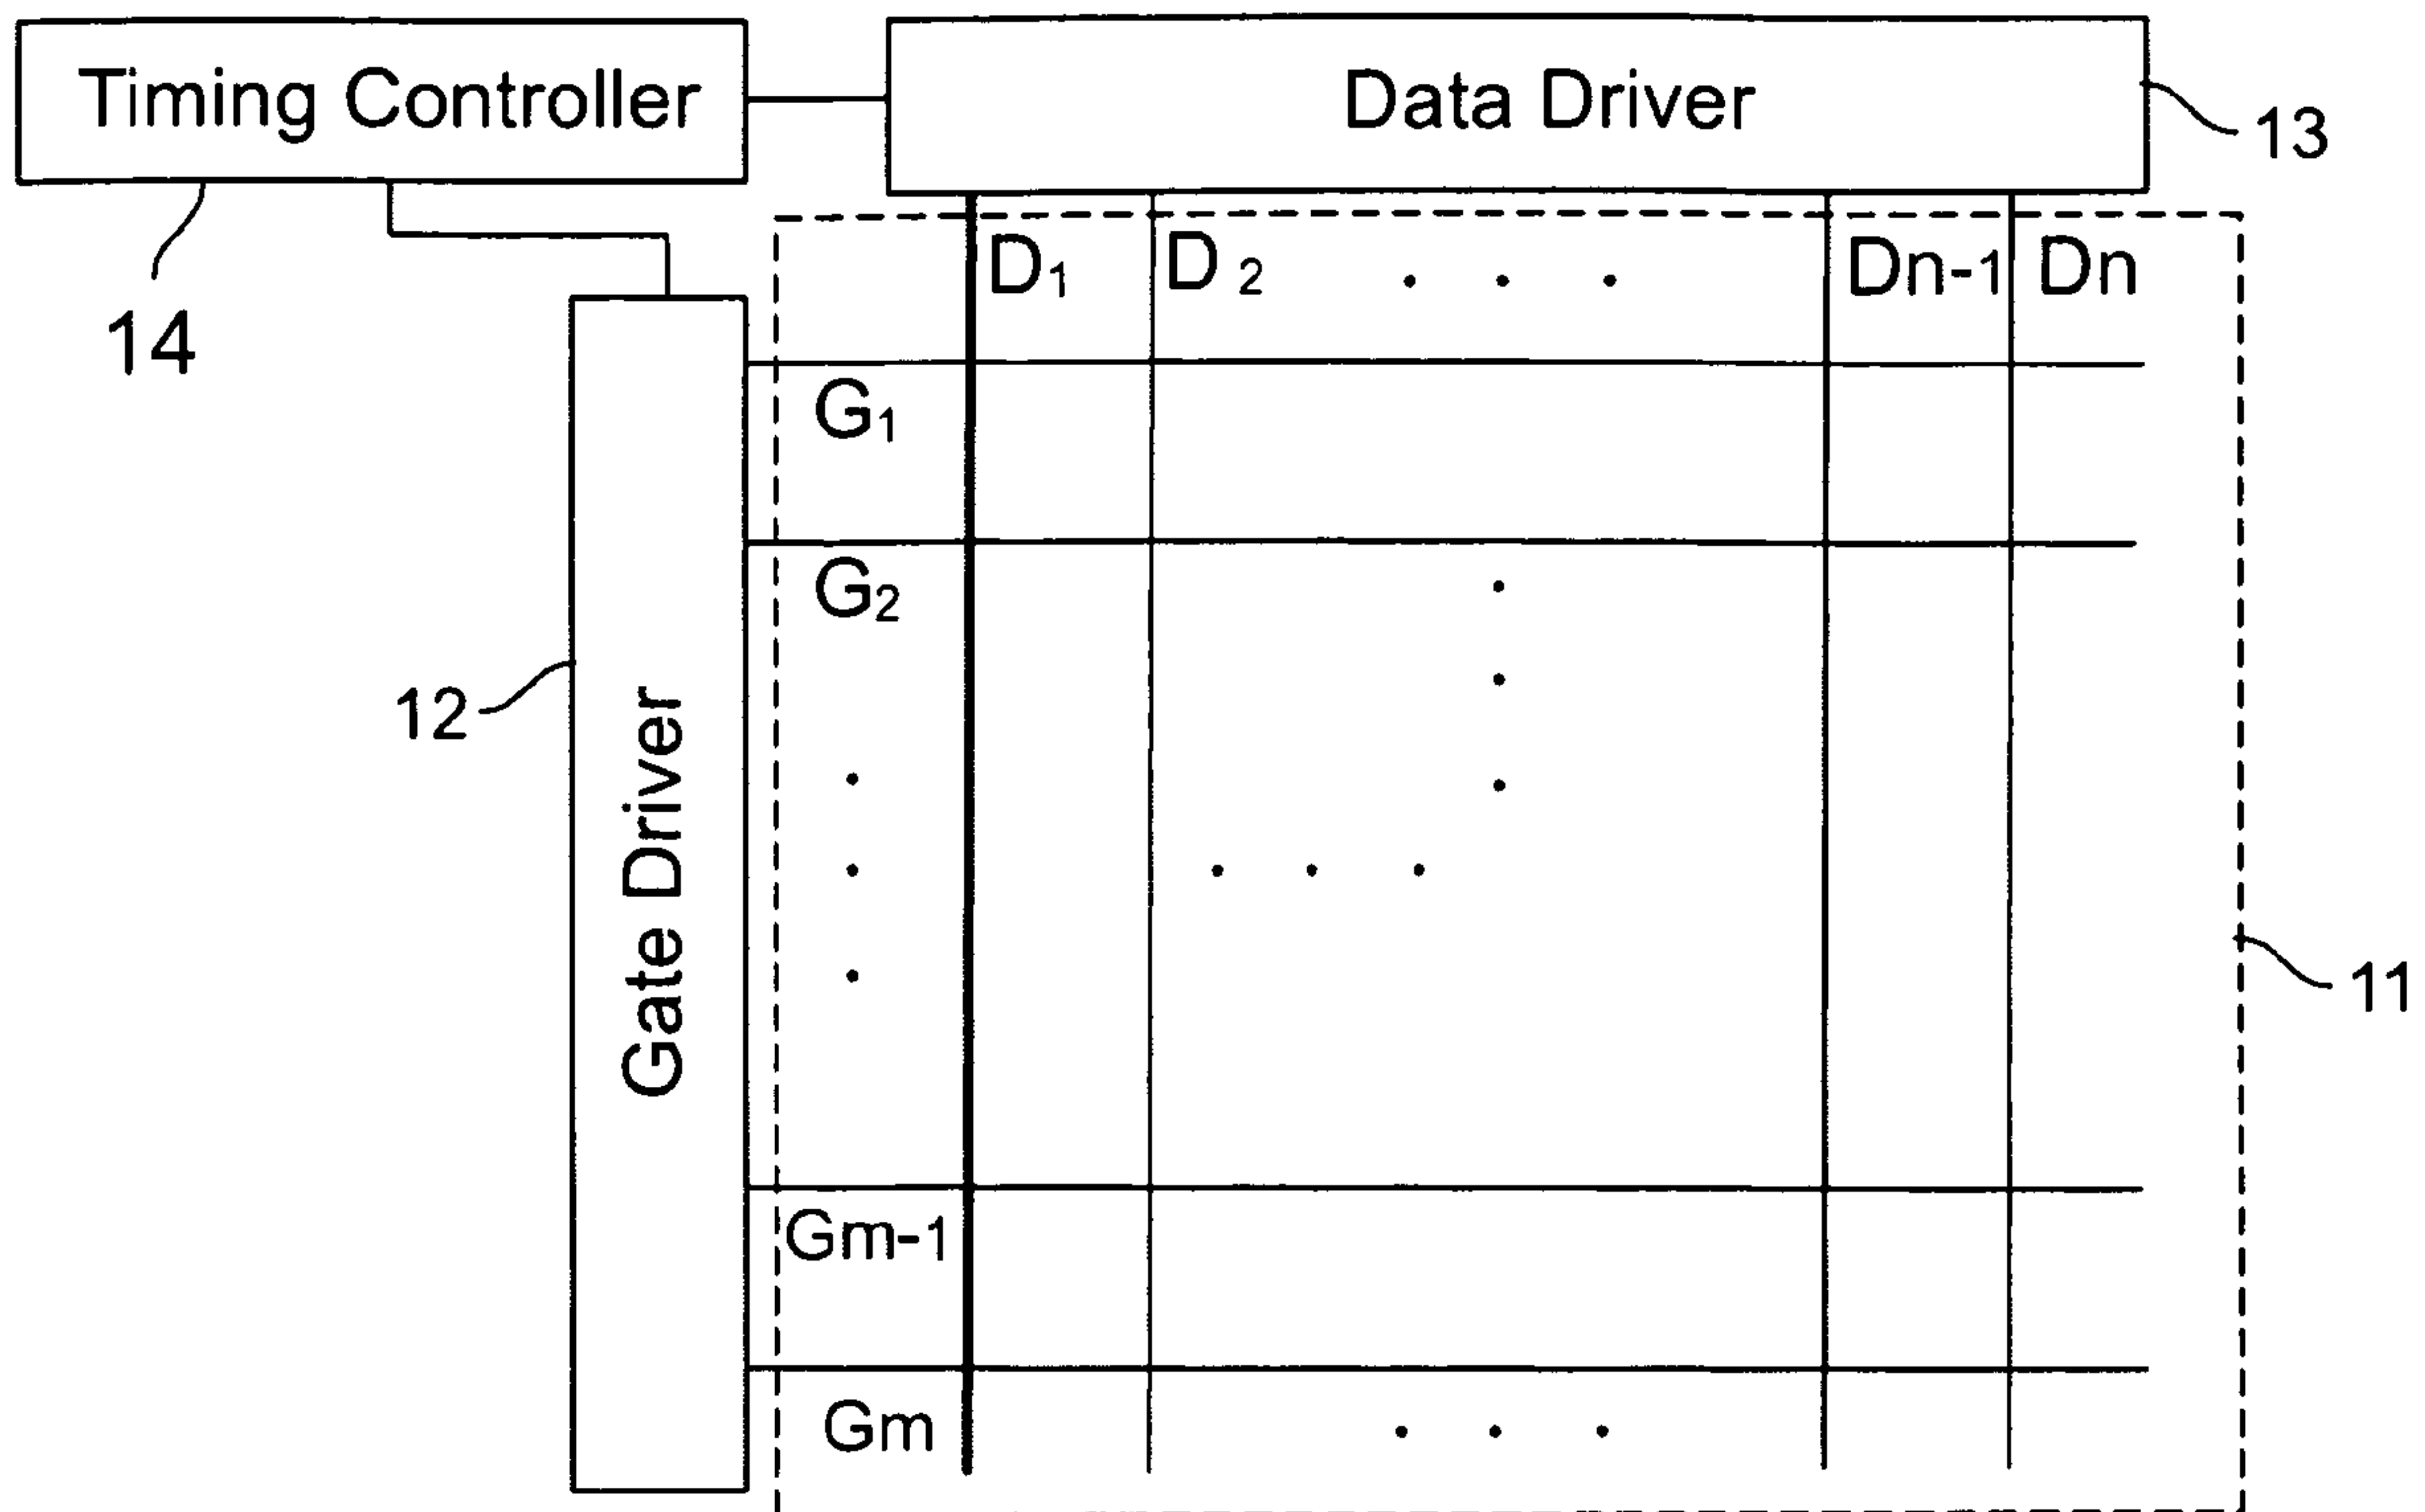 Timing Controller
Data Driver
13
14
D1
D2
Dn-1
Dn
G1
G2
12
Gate Driver
11
Gm-1
Gm